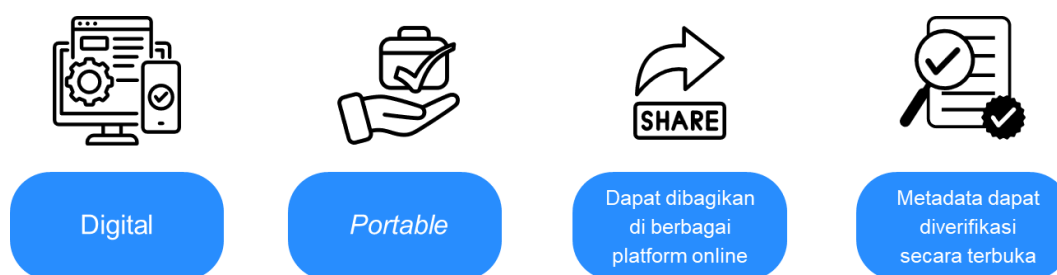 SHARE
Digital
Portable
Dapat dibagikan
di berbagai
platform online
Metadata dapat
diverifikasi
secara terbuka